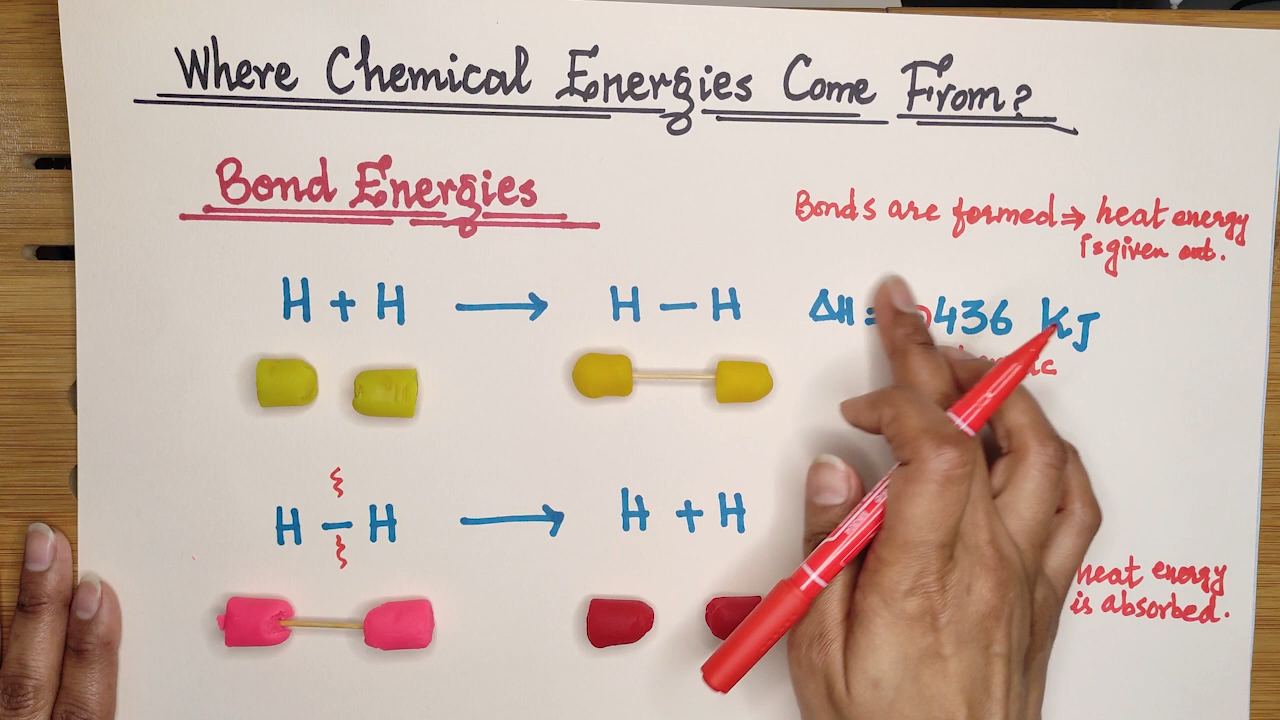 Where Chemical Energies Come From?
Bond Energies
Bonds are formed ⇒ heat energy
is given out.
H + H → H — H ΔH = 436 KJ
H — H → H + H
heat energy
is absorbed.